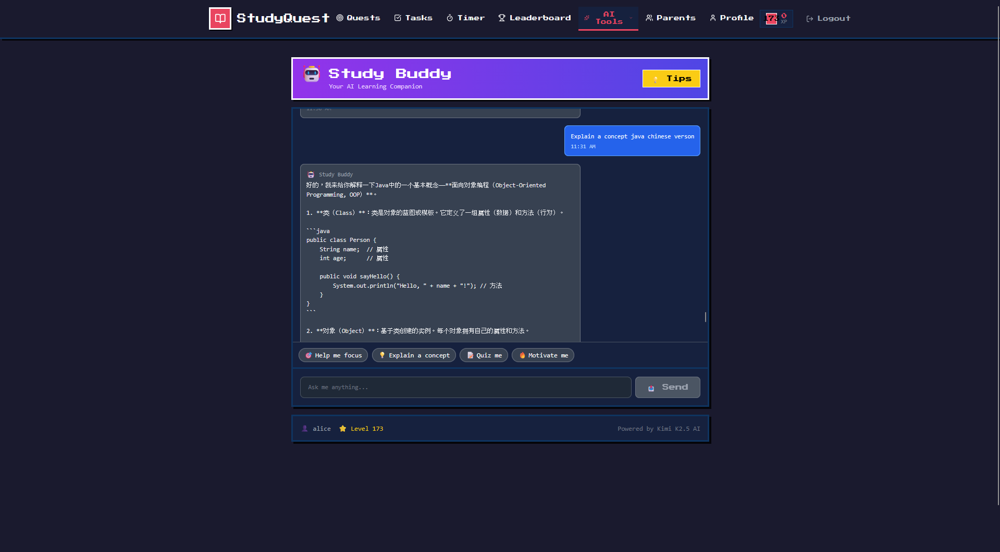 StudyQuest
Quests
Tasks
Timer
Leaderboard
AI
Tools
Parents
Profile
173
0
XP
Logout
Study Buddy
Your AI Learning Companion
Tips
11:30 AM
Explain a concept java chinese verson
11:31 AM
Study Buddy
好的，我来给你解释一下Java中的一个基本概念——**面向对象编程（Object-Oriented
Programming, OOP）**。
1. **类（Class）**：类是对象的蓝图或模板。它定义了一组属性（数据）和方法（行为）。
```java
public class Person {
    String name;  // 属性
    int age;      // 属性
    public void sayHello() {
        System.out.println("Hello, " + name + "!"); // 方法
    }
}
```
2. **对象（Object）**：基于类创建的实例。每个对象拥有自己的属性和方法。
Help me focus
Explain a concept
Quiz me
Motivate me
Ask me anything...
Send
alice
Level 173
Powered by Kimi K2.5 AI